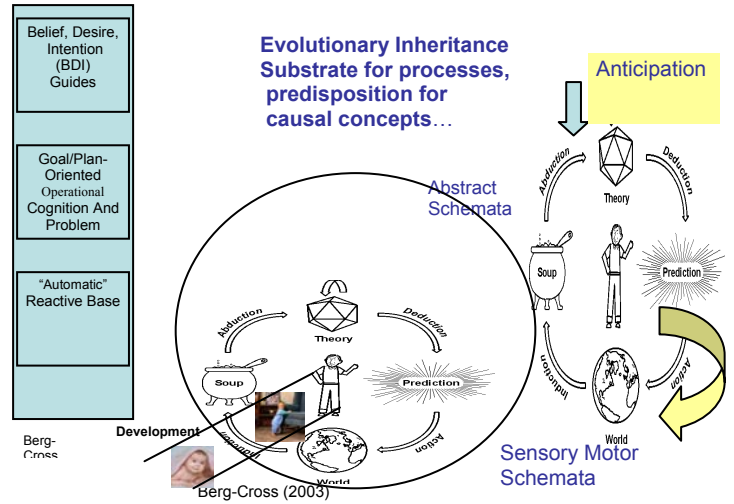 Belief, Desire,
Intention
(BDI)
Guides
Goal/Plan-
Oriented
Operational
Cognition And
Problem
“Automatic”
Reactive Base
Berg-
Cross
Evolutionary Inheritance
Substrate for processes,
predisposition for
causal concepts…
Anticipation
Abstract
Schemata
Abduction
Deduction
Theory
Soup
Prediction
Induction
Action
World
Sensory Motor
Schemata
Abduction
Deduction
Theory
Soup
Prediction
Induction
Action
World
Development
Berg-Cross (2003)